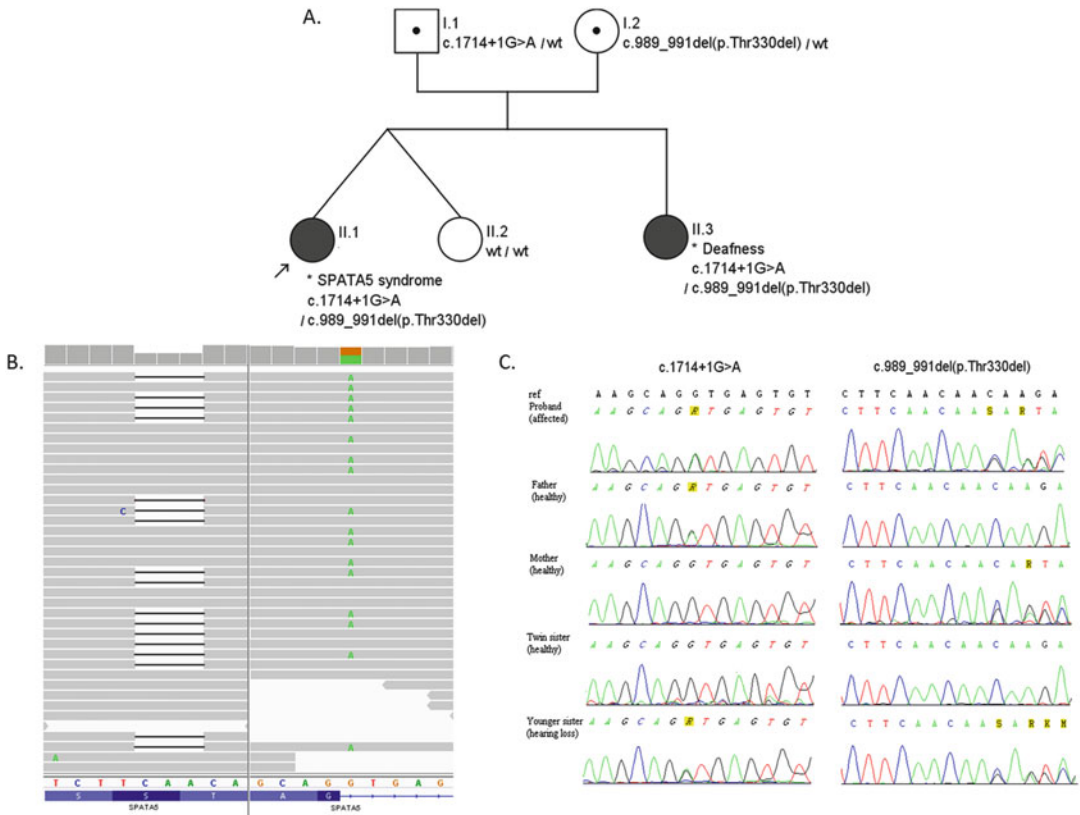 A.
I.1
c.1714+1G>A / wt
I.2
c.989_991del(p.Thr330del) / wt
II.1
* SPATA5 syndrome
c.1714+1G>A
/ c.989_991del(p.Thr330del)
II.2
wt / wt
II.3
* Deafness
c.1714+1G>A
/ c.989_991del(p.Thr330del)
B.
A
A
A
A
A
A
A
A
C A
A
A
A
A
A
A
A
A
A
T C T T C A A C A G C A G G T G A G
S S T A G
SPATA5 SPATA5
C.
c.1714+1G>A c.989_991del(p.Thr330del)
ref A A G C A G G T G A G T G T C T T C A A C A A C A A G A
Proband
(affected)
A A G C A G R T G A G T G T C T T C A A C A A S A R T A
Father
(healthy)
A A G C A G R T G A G T G T C T T C A A C A A C A A G A
Mother
(healthy)
A A G C A G G T G A G T G T C T T C A A C A A C A R T A
Twin sister
(healthy)
A A G C A G G T G A G T G T C T T C A A C A A C A A G A
Younger sister
(hearing loss)
A A G C A G R T G A G T G T C T T C A A C A A S A R K M